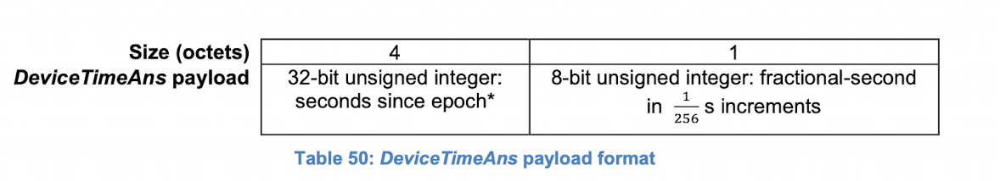 Size (octets) 4 1
DeviceTimeAns payload 32-bit unsigned integer: 8-bit unsigned integer: fractional-second
seconds since epoch* in 1/256 s increments
Table 50: DeviceTimeAns payload format